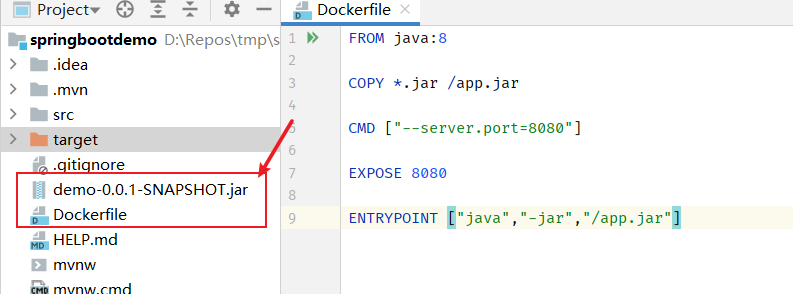 Project
springbootdemo D:\Repos\tmp\s
.idea
.mvn
src
target
.gitignore
demo-0.0.1-SNAPSHOT.jar
Dockerfile
HELP.md
mvnw
mvnw.cmd
Dockerfile
1 FROM java:8
2
3 COPY *.jar /app.jar
4
5 CMD ["--server.port=8080"]
6
7 EXPOSE 8080
8
9 ENTRYPOINT ["java","-jar","/app.jar"]